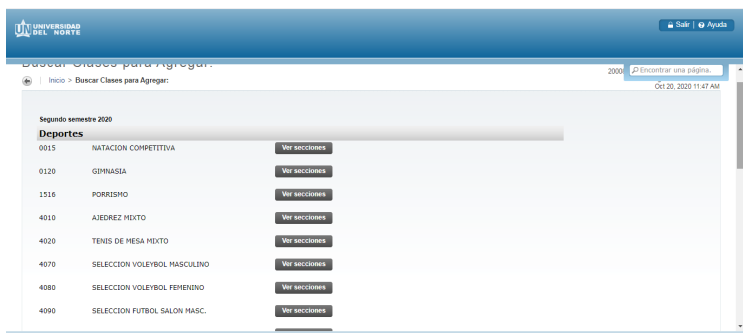 UNIVERSIDAD
DEL NORTE
Salir | Ayuda
Buscar Clases para Agregar:
Encontrar una página.
Inicio > Buscar Clases para Agregar:
Oct 20, 2020 11:47 AM
Segundo semestre 2020
Deportes
0015 NATACION COMPETITIVA Ver secciones
0120 GIMNASIA Ver secciones
1516 PORRISMO Ver secciones
4010 AJEDREZ MIXTO Ver secciones
4020 TENIS DE MESA MIXTO Ver secciones
4070 SELECCION VOLEYBOL MASCULINO Ver secciones
4080 SELECCION VOLEYBOL FEMENINO Ver secciones
4090 SELECCION FUTBOL SALON MASC. Ver secciones